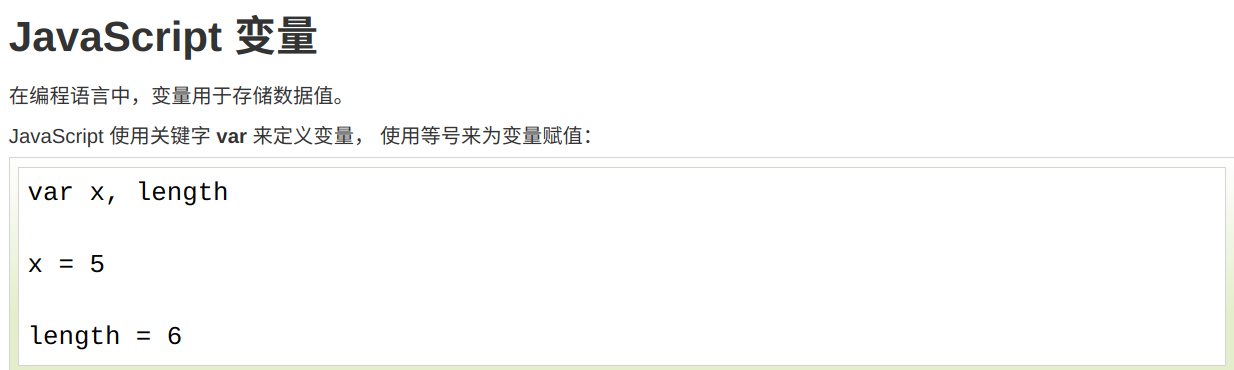 JavaScript 变量
在编程语言中，变量用于存储数据值。
JavaScript 使用关键字 var 来定义变量， 使用等号来为变量赋值：
var x, length
x = 5
length = 6